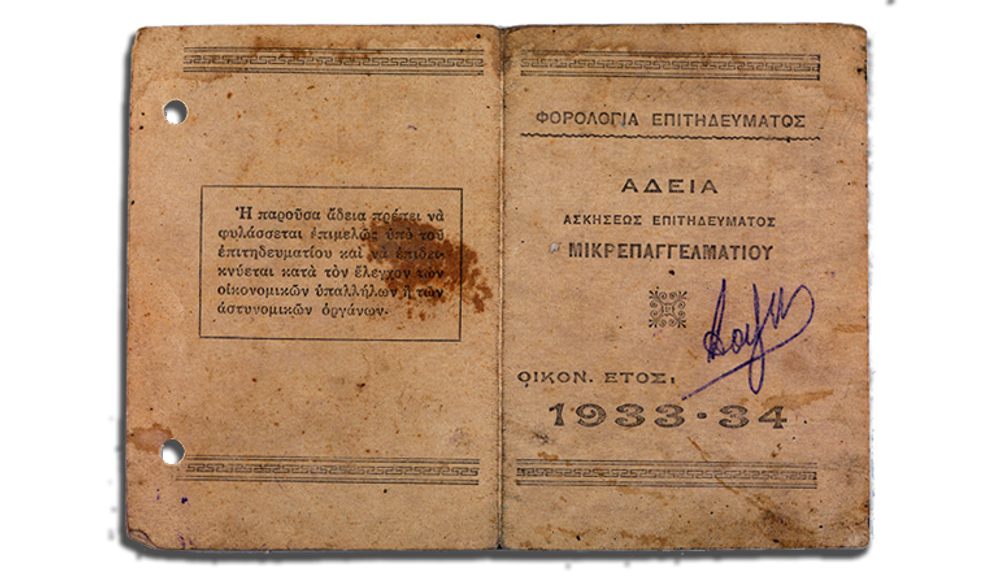 Ἡ παροῦσα ἄδεια πρέπει νὰ
φυλάσσεται ἐπιμελῶς ὑπὸ τοῦ
ἐπιτηδευματίου καὶ νὰ ἐπιδει-
κνύεται κατὰ τὸν ἔλεγχον τῶν
οἰκονομικῶν ὑπαλλήλων ἢ τῶν
ἀστυνομικῶν ὀργάνων.
ΦΟΡΟΛΟΓΙΑ ΕΠΙΤΗΔΕΥΜΑΤΟΣ
ΑΔΕΙΑ
ΑΣΚΗΣΕΩΣ ΕΠΙΤΗΔΕΥΜΑΤΟΣ
ΜΙΚΡΕΠΑΓΓΕΛΜΑΤΙΟΥ
ΟΙΚΟΝ. ΕΤΟΣ:
1933-34